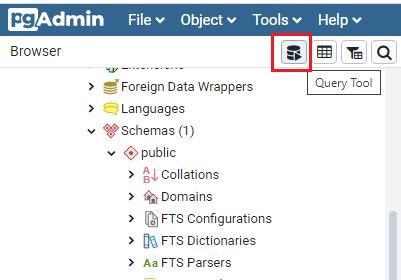 pgAdmin File Object Tools Help
Browser
Query Tool
Extensions
Foreign Data Wrappers
Languages
Schemas (1)
public
Collations
Domains
FTS Configurations
FTS Dictionaries
Aa FTS Parsers